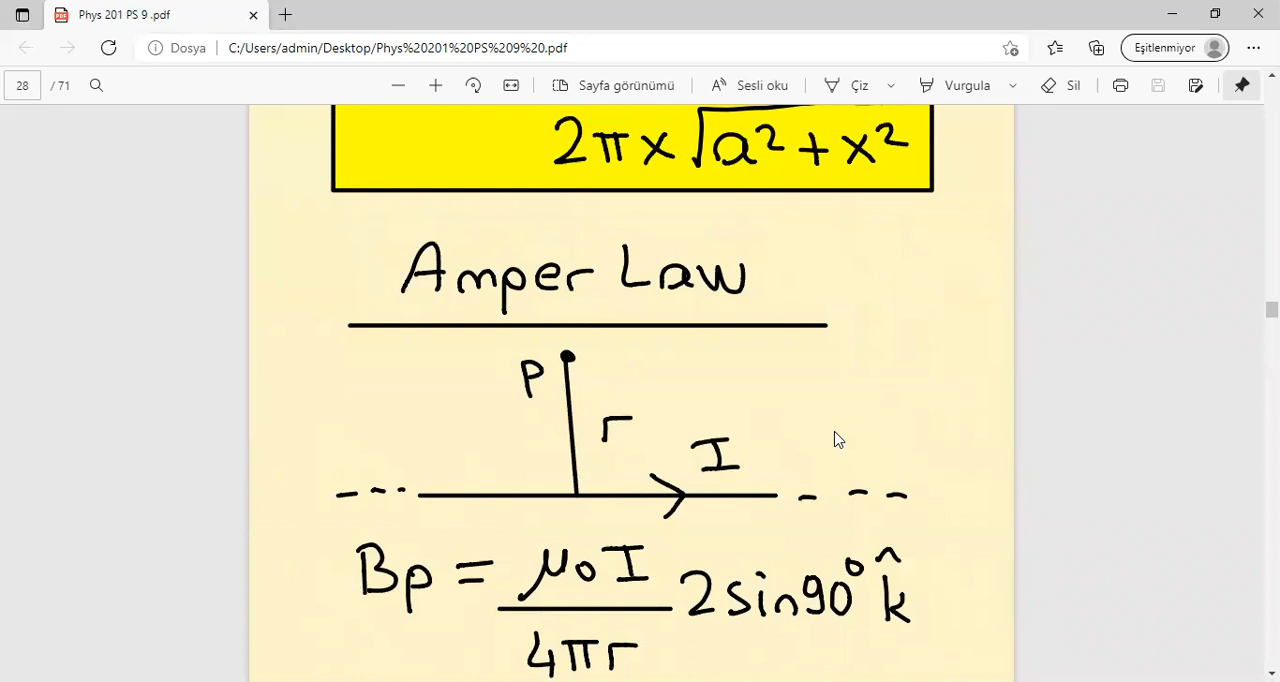 Phys 201 PS 9 .pdf
Dosya C:/Users/admin/Desktop/Phys%20201%20PS%209%20.pdf Eşitlenmiyor
28 / 71 Sayfa görünümü Sesli oku Çiz Vurgula Sil
2πx √a² + x²
Amper Law
P
r
I
Bp = μ₀I / 4πr 2sin90° k̂